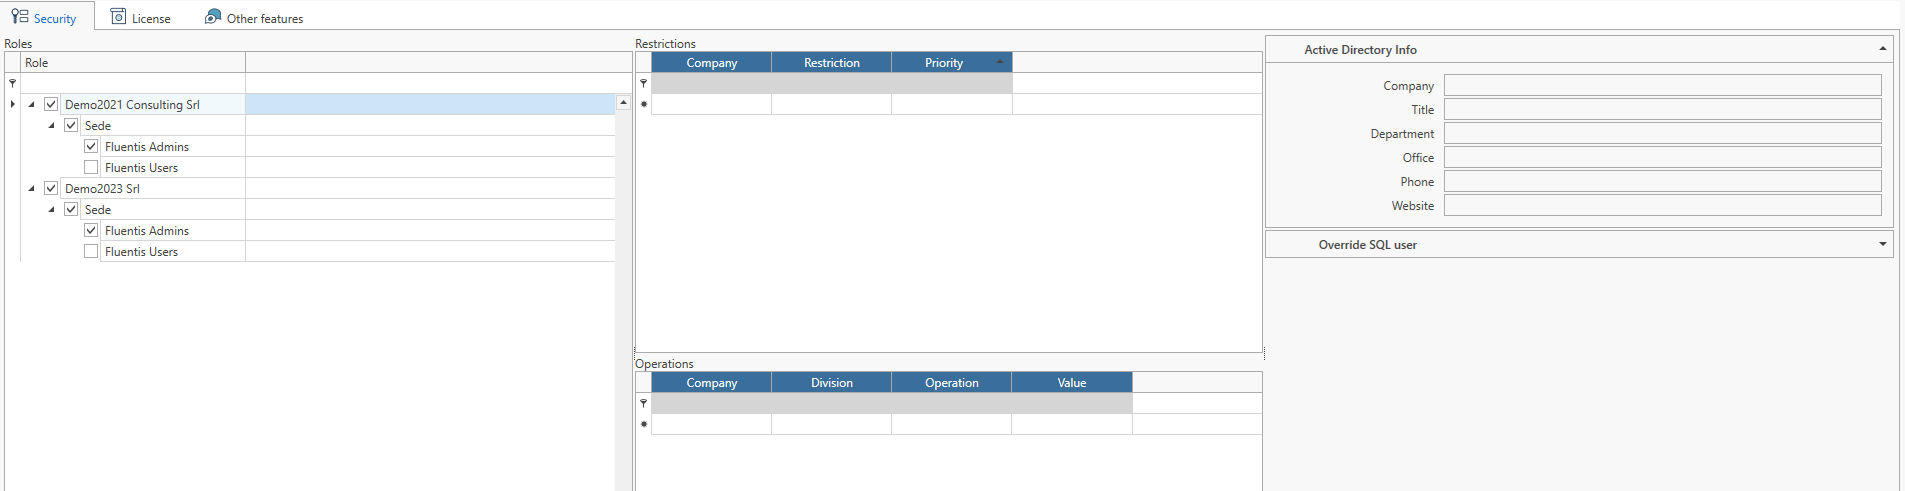 Security License Other features
Roles
Role
Demo2021 Consulting Srl
Sede
Fluentis Admins
Fluentis Users
Demo2023 Srl
Sede
Fluentis Admins
Fluentis Users
Restrictions
Company Restriction Priority
Operations
Company Division Operation Value
Active Directory Info
Company
Title
Department
Office
Phone
Website
Override SQL user